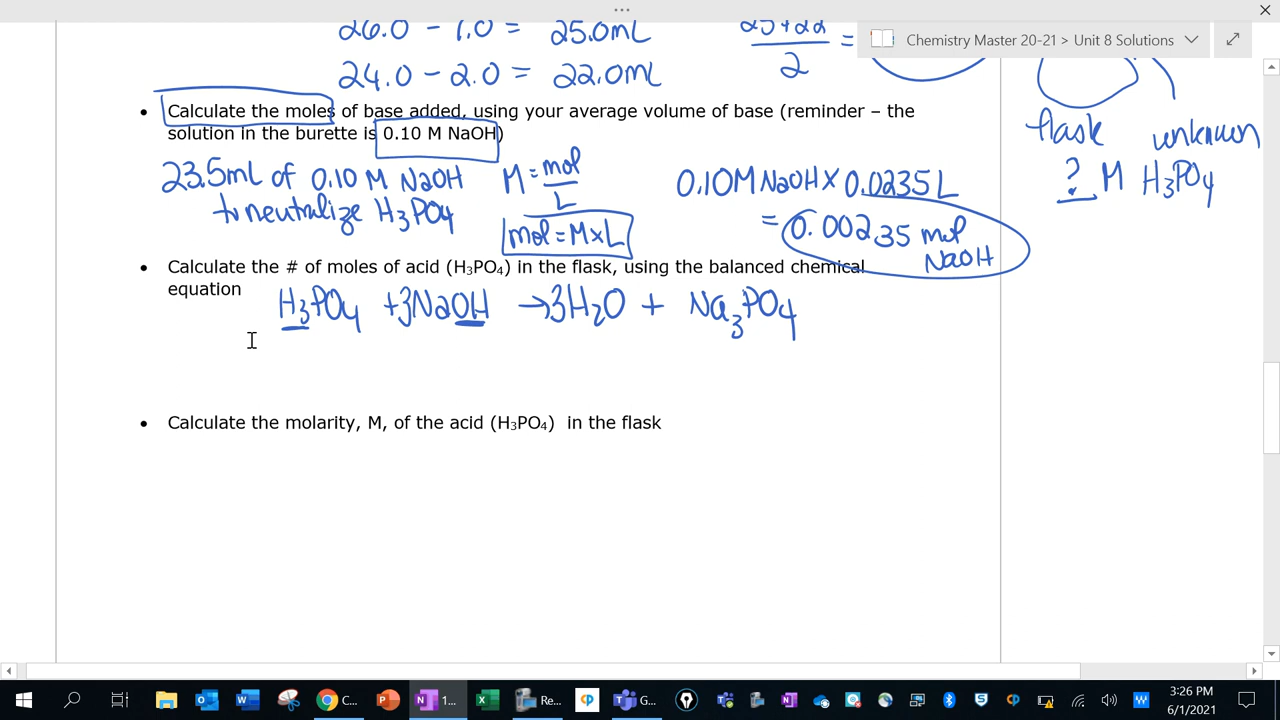 26.0 - 1.0 = 25.0mL
25+22
2
=
24.0 - 2.0 = 22.0mL
Chemistry Master 20-21 > Unit 8 Solutions
• Calculate the moles of base added, using your average volume of base (reminder – the
solution in the burette is 0.10 M NaOH)
flask
unknown
? M H3PO4
23.5mL of 0.10 M NaOH
to neutralize H3PO4
M = mol
L
mol = M x L
0.10M NaOH x 0.0235L
= 0.00235 mol
NaOH
• Calculate the # of moles of acid (H3PO4) in the flask, using the balanced chemical
equation
H3PO4 + 3NaOH → 3H2O + Na3PO4
• Calculate the molarity, M, of the acid (H3PO4) in the flask
C...
1...
Re...
G...
3:26 PM
6/1/2021